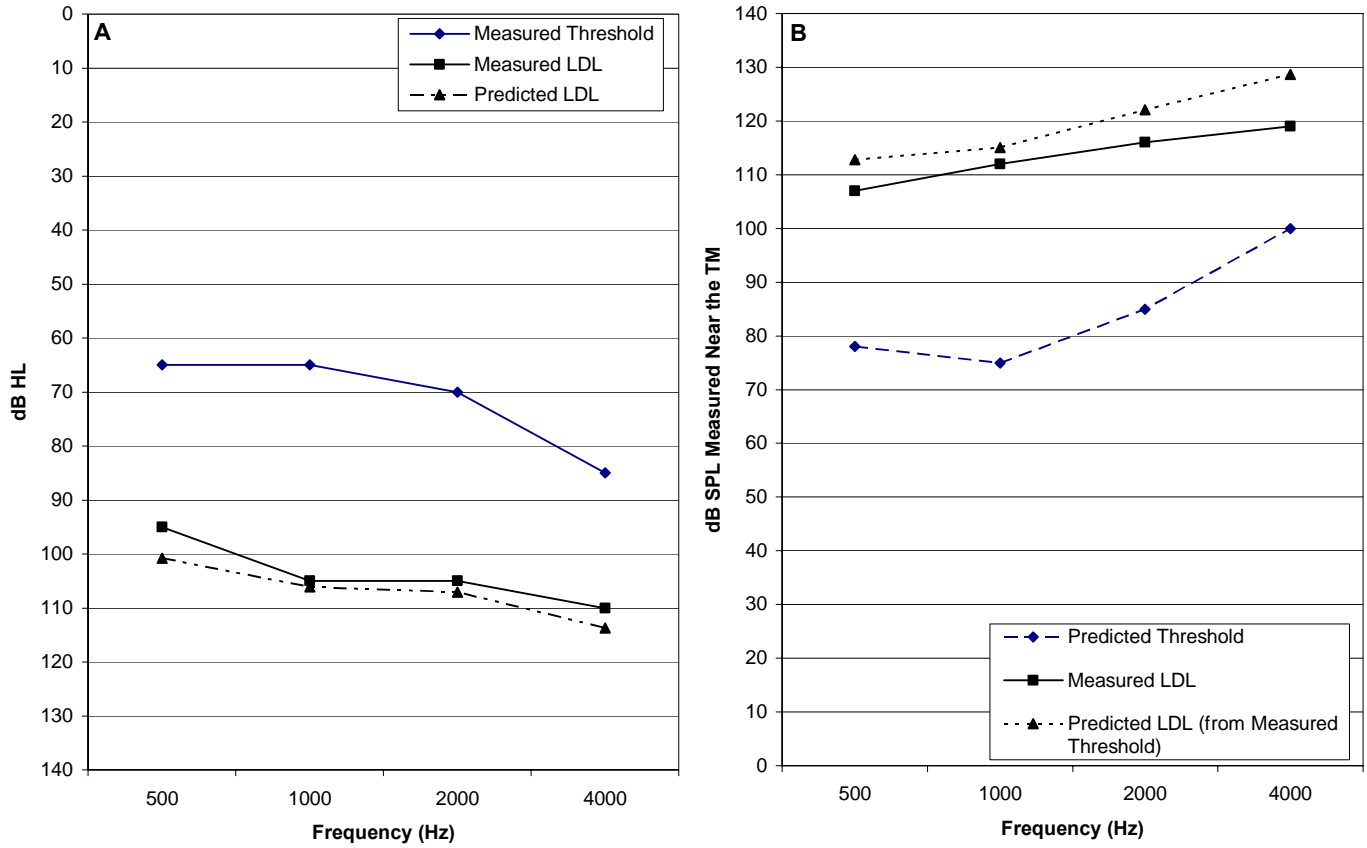 A
Measured Threshold
Measured LDL
Predicted LDL
0
10
20
30
40
50
60
70
80
90
100
110
120
130
140
dB HL
500
1000
2000
4000
Frequency (Hz)
B
140
130
120
110
100
90
80
70
60
50
40
30
20
10
0
dB SPL Measured Near the TM
Predicted Threshold
Measured LDL
Predicted LDL (from Measured
Threshold)
500
1000
2000
4000
Frequency (Hz)